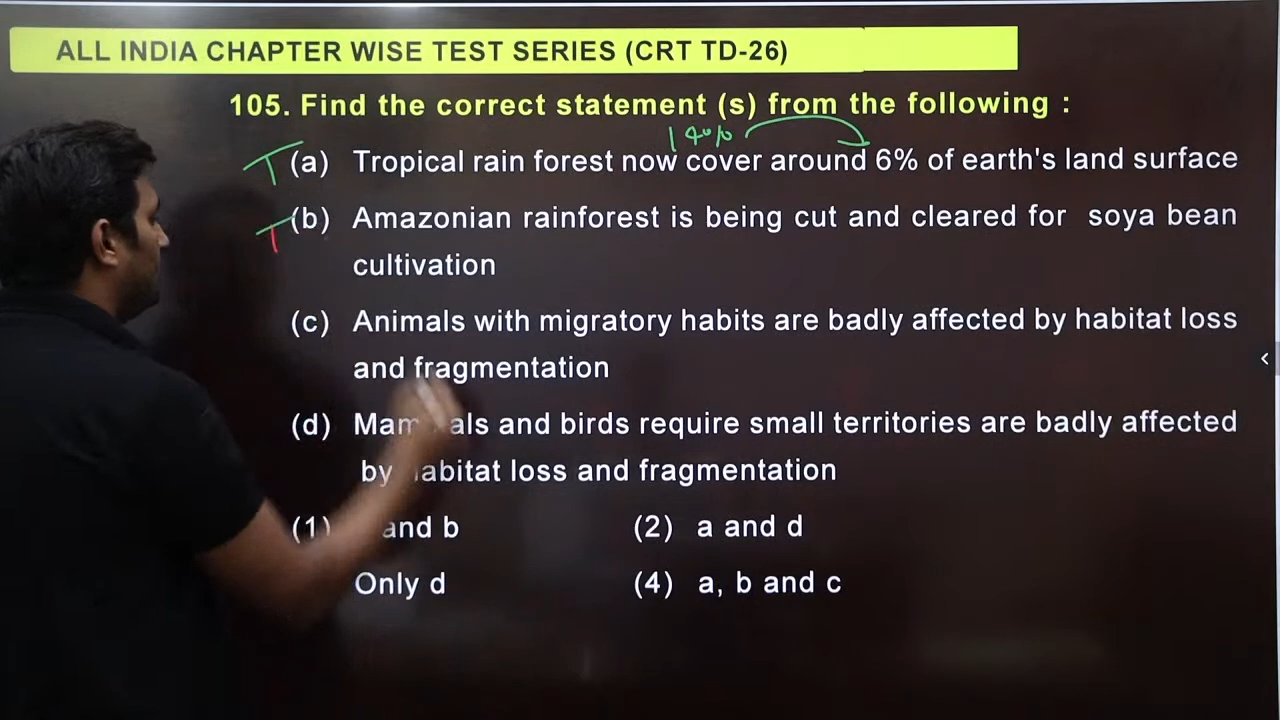 ALL INDIA CHAPTER WISE TEST SERIES (CRT TD-26)
105. Find the correct statement (s) from the following :
14%
T (a) Tropical rain forest now cover around 6% of earth's land surface
T (b) Amazonian rainforest is being cut and cleared for soya bean
cultivation
(c) Animals with migratory habits are badly affected by habitat loss
and fragmentation
(d) and birds require small territories are badly affected
by loss and fragmentation
(1) and b (2) a and d
Only d (4) a, b and c